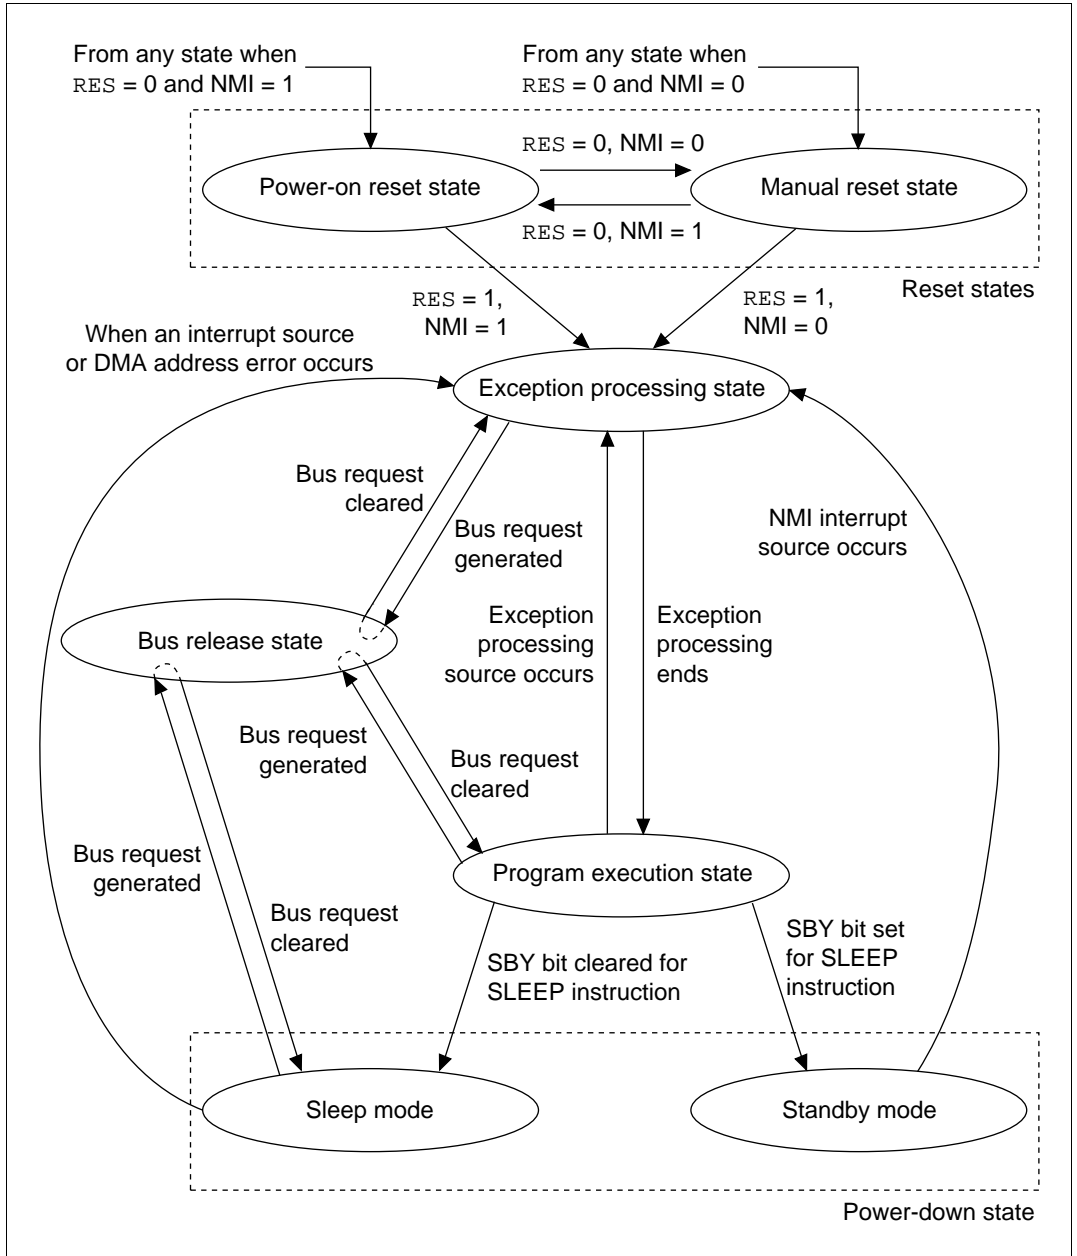 From any state when
RES = 0 and NMI = 1
From any state when
RES = 0 and NMI = 0
RES = 0, NMI = 0
Power-on reset state
Manual reset state
RES = 0, NMI = 1
Reset states
RES = 1,
NMI = 1
RES = 1,
NMI = 0
When an interrupt source
or DMA address error occurs
Exception processing state
Bus request
cleared
Bus request
generated
NMI interrupt
source occurs
Exception
processing
source occurs
Exception
processing
ends
Bus release state
Bus request
generated
Bus request
cleared
Bus request
generated
Bus request
cleared
Program execution state
SBY bit cleared for
SLEEP instruction
SBY bit set
for SLEEP
instruction
Sleep mode
Standby mode
Power-down state